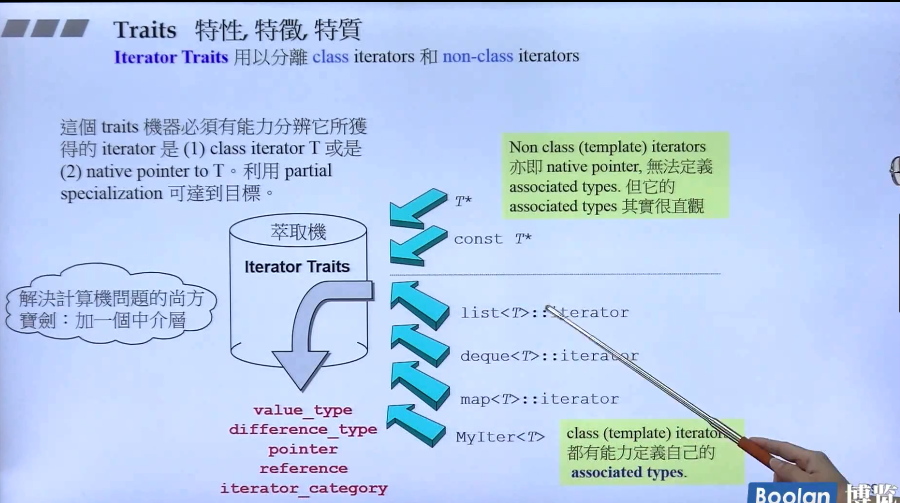 Traits 特性, 特徵, 特質
Iterator Traits 用以分離 class iterators 和 non-class iterators
這個 traits 機器必須有能力分辨它所獲
得的 iterator 是 (1) class iterator T 或是
(2) native pointer to T。利用 partial
specialization 可達到目標。
Non class (template) iterators
亦即 native pointer, 無法定義
associated types. 但它的
associated types 其實很直觀
T*
const T*
萃取機
Iterator Traits
解決計算機問題的尚方
寶劍：加一個中介層
list<T>::iterator
deque<T>::iterator
map<T>::iterator
MyIter<T>
value_type
difference_type
pointer
reference
iterator_category
class (template) iterators
都有能力定義自己的
associated types.
Boolan 博览